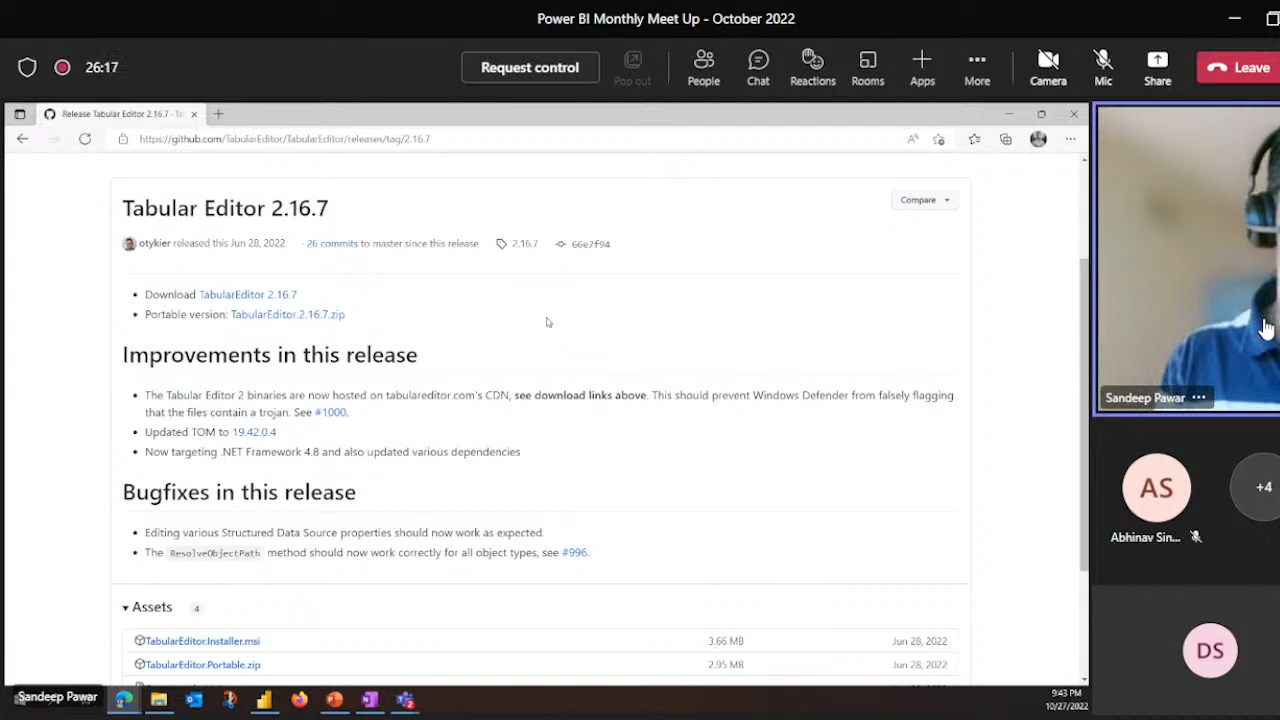 Power BI Monthly Meet Up - October 2022
26:17
Request control
Pop out
People
Chat
Reactions
Rooms
Apps
More
Camera
Mic
Share
Leave
Release Tabular Editor 2.16.7 · Ta
https://github.com/TabularEditor/TabularEditor/releases/tag/2.16.7
Tabular Editor 2.16.7
Compare
otykier released this Jun 28, 2022 · 26 commits to master since this release 2.16.7 66e7f94
• Download TabularEditor 2.16.7
• Portable version: TabularEditor.2.16.7.zip
Improvements in this release
• The Tabular Editor 2 binaries are now hosted on tabulareditor.com's CDN, see download links above. This should prevent Windows Defender from falsely flagging
that the files contain a trojan. See #1000.
• Updated TOM to 19.42.0.4
• Now targeting .NET Framework 4.8 and also updated various dependencies
Bugfixes in this release
• Editing various Structured Data Source properties should now work as expected.
• The ResolveObjectPath method should now work correctly for all object types, see #996.
Assets 4
TabularEditor.Installer.msi 3.66 MB Jun 28, 2022
TabularEditor.Portable.zip 2.95 MB Jun 28, 2022
Sandeep Pawar
9:43 PM
10/27/2022
Sandeep Pawar
AS
+4
Abhinav Sin...
DS